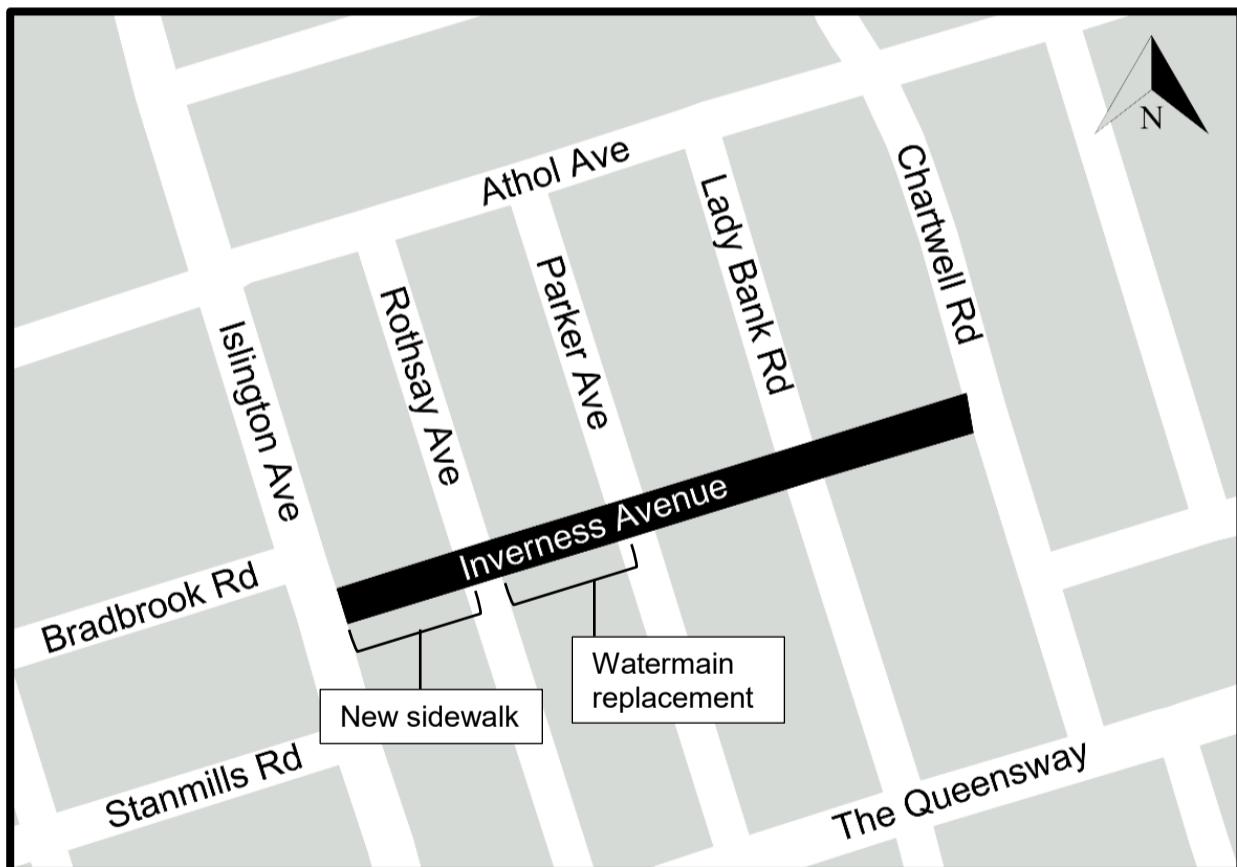 N
Athol Ave
Chartwell Rd
Lady Bank Rd
Parker Ave
Rothsay Ave
Islington Ave
Inverness Avenue
Bradbrook Rd
Watermain
replacement
New sidewalk
Stanmills Rd
The Queensway